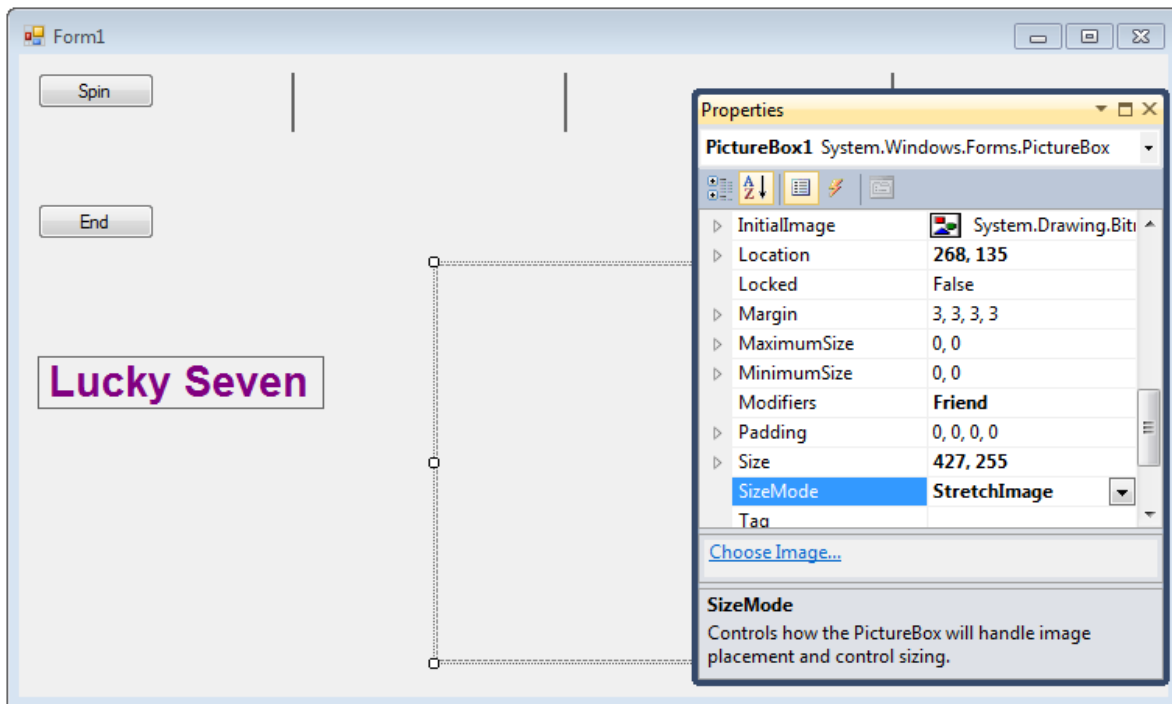 Form1
Spin
End
Lucky Seven
Properties
PictureBox1 System.Windows.Forms.PictureBox
A Z
InitialImage System.Drawing.Bit
Location 268, 135
Locked False
Margin 3, 3, 3, 3
MaximumSize 0, 0
MinimumSize 0, 0
Modifiers Friend
Padding 0, 0, 0, 0
Size 427, 255
SizeMode StretchImage
Tag
Choose Image...
SizeMode
Controls how the PictureBox will handle image
placement and control sizing.